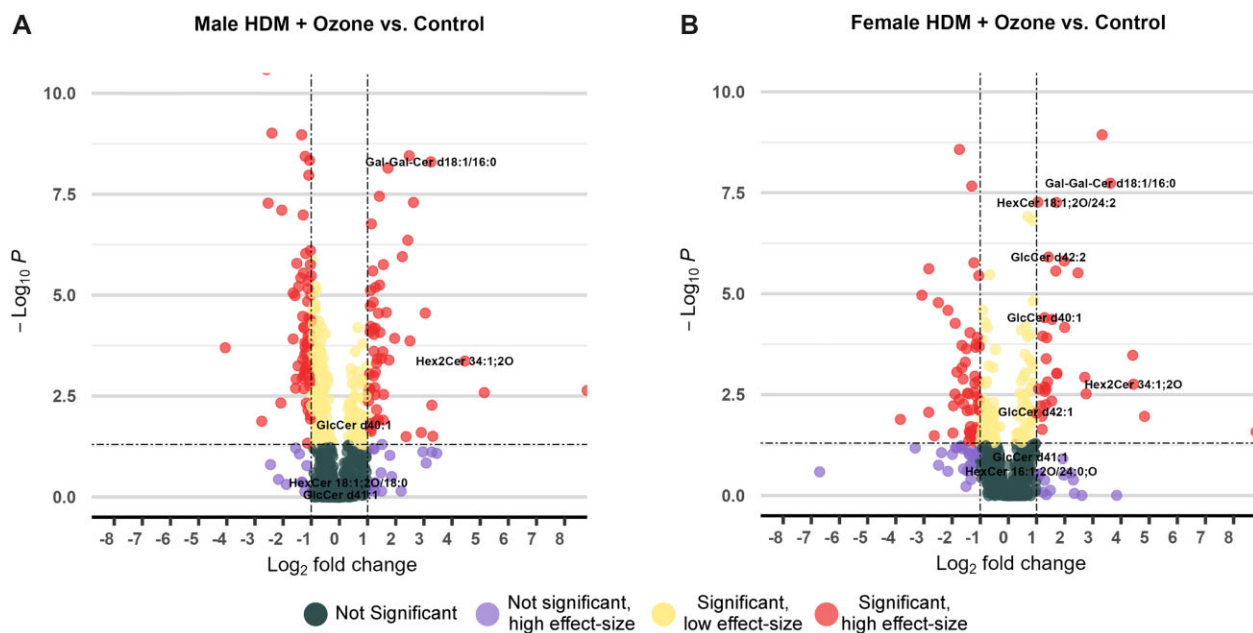 A
Male HDM + Ozone vs. Control
10.0
7.5
5.0
2.5
0.0
– Log10 P
Gal-Gal-Cer d18:1/16:0
Hex2Cer 34:1;2O
GlcCer d40:1
HexCer 18:1;2O/18:0
GlcCer d41:1
-8 -7 -6 -5 -4 -3 -2 -1 0 1 2 3 4 5 6 7 8
Log2 fold change
B
Female HDM + Ozone vs. Control
10.0
7.5
5.0
2.5
0.0
– Log10 P
Gal-Gal-Cer d18:1/16:0
HexCer 18:1;2O/24:2
GlcCer d42:2
GlcCer d40:1
Hex2Cer 34:1;2O
GlcCer d42:1
GlcCer d41:1
HexCer 16:1;2O/24:0;O
-8 -7 -6 -5 -4 -3 -2 -1 0 1 2 3 4 5 6 7 8
Log2 fold change
Not Significant
Not significant,
high effect-size
Significant,
low effect-size
Significant,
high effect-size